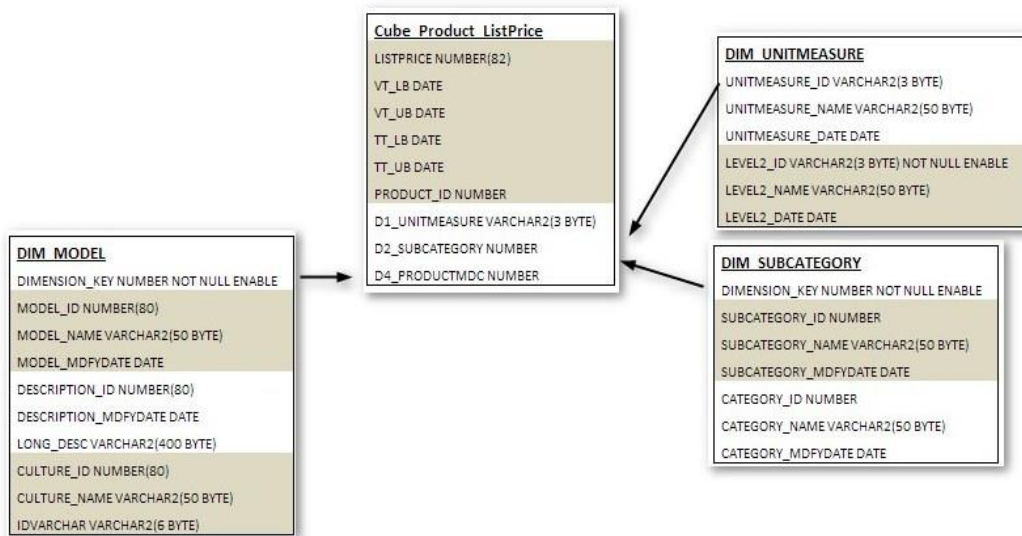 Cube_Product_ListPrice
LISTPRICE NUMBER(82)
VT_LB DATE
VT_UB DATE
TT_LB DATE
TT_UB DATE
PRODUCT_ID NUMBER
D1_UNITMEASURE VARCHAR2(3 BYTE)
D2_SUBCATEGORY NUMBER
D4_PRODUCTMDC NUMBER
DIM_UNITMEASURE
UNITMEASURE_ID VARCHAR2(3 BYTE)
UNITMEASURE_NAME VARCHAR2(50 BYTE)
UNITMEASURE_DATE DATE
LEVEL2_ID VARCHAR2(3 BYTE) NOT NULL ENABLE
LEVEL2_NAME VARCHAR2(50 BYTE)
LEVEL2_DATE DATE
DIM_MODEL
DIMENSION_KEY NUMBER NOT NULL ENABLE
MODEL_ID NUMBER(80)
MODEL_NAME VARCHAR2(50 BYTE)
MODEL_MDFYDATE DATE
DESCRIPTION_ID NUMBER(80)
DESCRIPTION_MDFYDATE DATE
LONG_DESC VARCHAR2(400 BYTE)
CULTURE_ID NUMBER(80)
CULTURE_NAME VARCHAR2(50 BYTE)
IDVARCHAR VARCHAR2(6 BYTE)
DIM_SUBCATEGORY
DIMENSION_KEY NUMBER NOT NULL ENABLE
SUBCATEGORY_ID NUMBER
SUBCATEGORY_NAME VARCHAR2(50 BYTE)
SUBCATEGORY_MDFYDATE DATE
CATEGORY_ID NUMBER
CATEGORY_NAME VARCHAR2(50 BYTE)
CATEGORY_MDFYDATE DATE